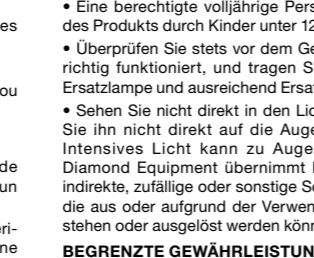 es
ou
de
un
eri-
ne
• Eine berechtigte volljährige Pers
des Produkts durch Kinder unter 12
• Überprüfen Sie stets vor dem Ge
richtig funktioniert, und tragen S
Ersatzlampe und ausreichend Ersa
• Sehen Sie nicht direkt in den Lic
Sie ihn nicht direkt auf die Auge
Intensives Licht kann zu Auge
Diamond Equipment übernimmt
indirekte, zufällige oder sonstige Sc
die aus oder aufgrund der Verwen
stehen oder ausgelöst werden könn
BEGRENZTE GEWÄHRLEISTUN